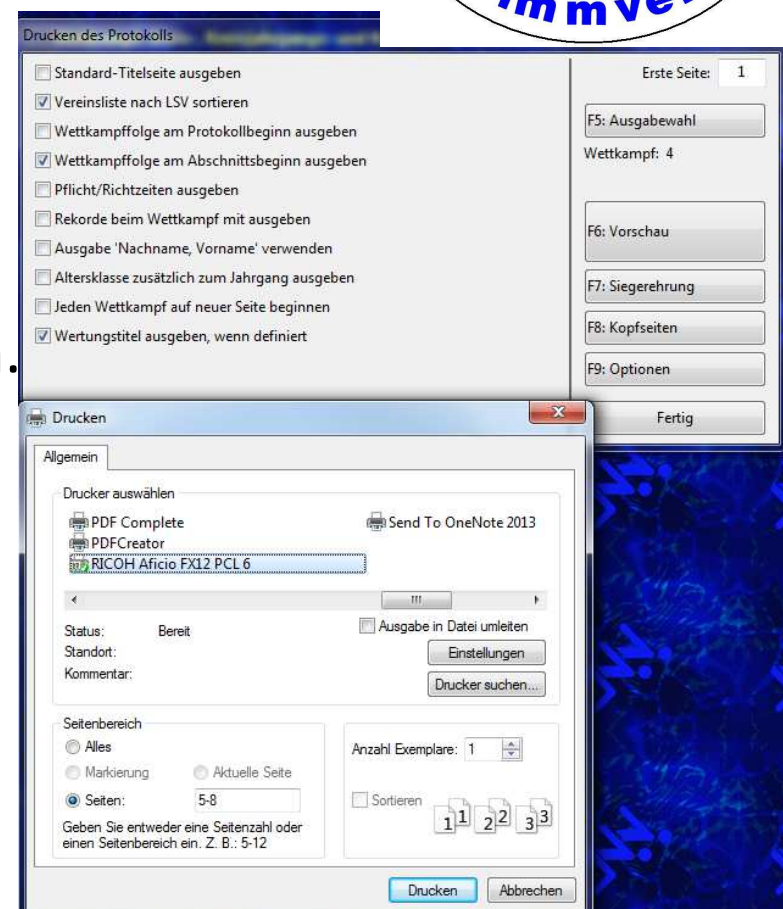 Drucken des Protokolls
Standard-Titelseite ausgeben
Vereinsliste nach LSV sortieren
Wettkampffolge am Protokollbeginn ausgeben
Wettkampffolge am Abschnittsbeginn ausgeben
Pflicht/Richtzeiten ausgeben
Rekorde beim Wettkampf mit ausgeben
Ausgabe 'Nachname, Vorname' verwenden
Altersklasse zusätzlich zum Jahrgang ausgeben
Jeden Wettkampf auf neuer Seite beginnen
Wertungstitel ausgeben, wenn definiert
Erste Seite: 1
F5: Ausgabewahl
Wettkampf: 4
F6: Vorschau
F7: Siegerehrung
F8: Kopfseiten
F9: Optionen
Fertig
Drucken
Allgemein
Drucker auswählen
PDF Complete
Send To OneNote 2013
PDFCreator
RICOH Aficio FX12 PCL 6
Status: Bereit
Standort:
Kommentar:
Ausgabe in Datei umleiten
Einstellungen
Drucker suchen...
Seitenbereich
Alles
Markierung
Aktuelle Seite
Seiten: 5-8
Geben Sie entweder eine Seitenzahl oder
einen Seitenbereich ein. Z. B.: 5-12
Anzahl Exemplare: 1
Sortieren
1 1 2 2 3 3
Drucken
Abbrechen